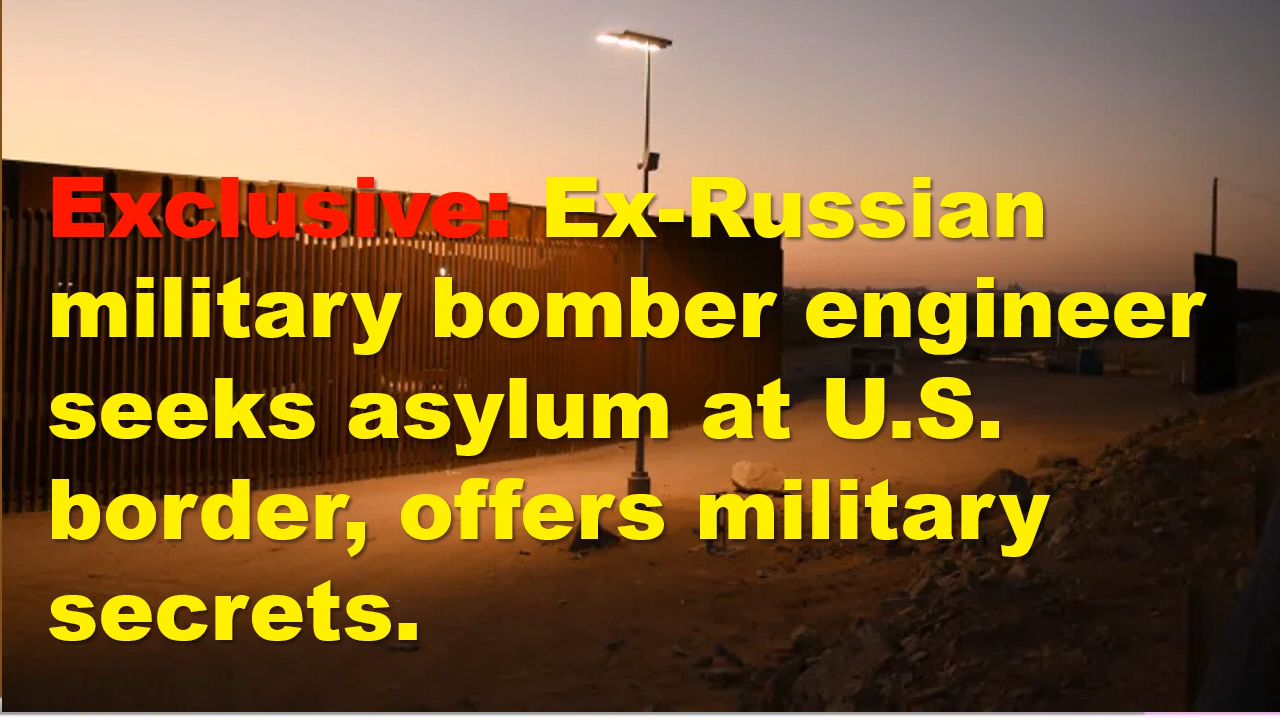 Exclusive: Ex-Russian
military bomber engineer
seeks asylum at U.S.
border, offers military
secrets.